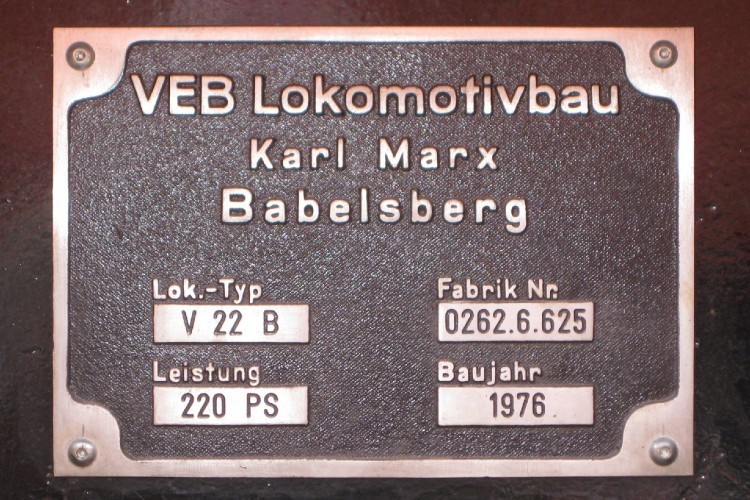 VEB Lokomotivbau
Karl Marx
Babelsberg
Lok.-Typ
V 22 B
Fabrik Nr.
0262.6.625
Leistung
220 PS
Baujahr
1976